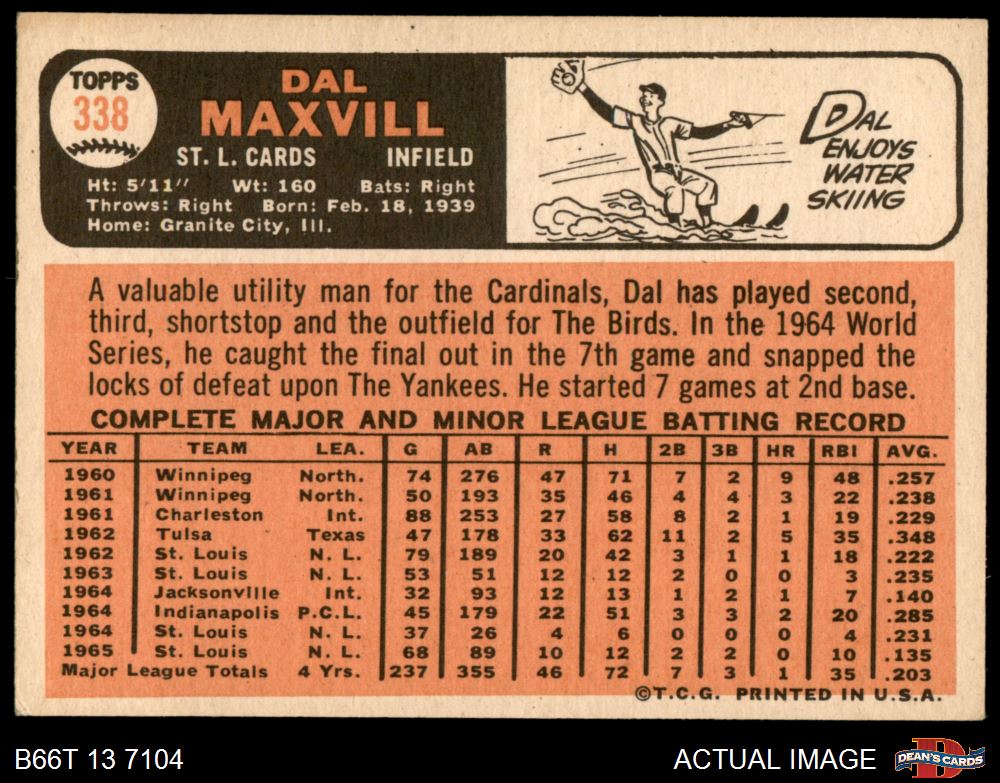 TOPPS
338
DAL
MAXVILL
ST. L. CARDS INFIELD
Ht: 5'11" Wt: 160 Bats: Right
Throws: Right Born: Feb. 18, 1939
Home: Granite City, Ill.
DAL
ENJOYS
WATER
SKIING
A valuable utility man for the Cardinals, Dal has played second,
third, shortstop and the outfield for The Birds. In the 1964 World
Series, he caught the final out in the 7th game and snapped the
locks of defeat upon The Yankees. He started 7 games at 2nd base.
COMPLETE MAJOR AND MINOR LEAGUE BATTING RECORD
YEAR TEAM LEA. G AB R H 2B 3B HR RBI AVG.
1960 Winnipeg North. 74 276 47 71 7 2 9 48 .257
1961 Winnipeg North. 50 193 35 46 4 4 3 22 .238
1961 Charleston Int. 88 253 27 58 8 2 1 19 .229
1962 Tulsa Texas 47 178 33 62 11 2 5 35 .348
1962 St. Louis N. L. 79 189 20 42 3 1 1 18 .222
1963 St. Louis N. L. 53 51 12 12 2 0 0 3 .235
1964 Jacksonville Int. 32 93 12 13 1 2 1 7 .140
1964 Indianapolis P.C.L. 45 179 22 51 3 3 2 20 .285
1964 St. Louis N. L. 37 26 4 6 0 0 0 4 .231
1965 St. Louis N. L. 68 89 10 12 2 2 0 10 .135
Major League Totals 4 Yrs. 237 355 46 72 7 3 1 35 .203
©T.C.G. PRINTED IN U.S.A.
B66T 13 7104 ACTUAL IMAGE
D
DEAN'S CARDS